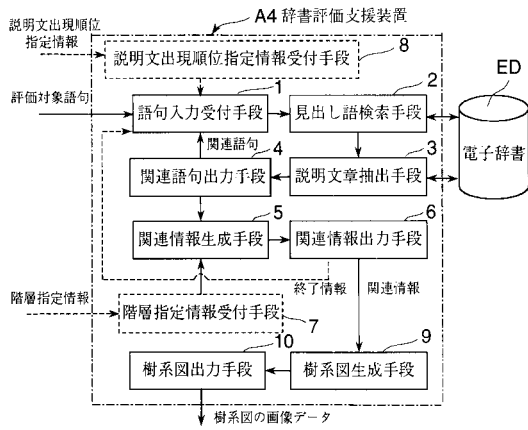 A4 辞書評価支援装置
説明文出現順位
指定情報
説明文出現順位指定情報受付手段
8
1
2
ED
評価対象語句
語句入力受付手段
見出し語検索手段
電子辞書
関連語句
4
3
関連語句出力手段
説明文章抽出手段
5
6
関連情報生成手段
関連情報出力手段
階層指定情報
終了情報
関連情報
階層指定情報受付手段
7
10
9
樹系図出力手段
樹系図生成手段
樹系図の画像データ